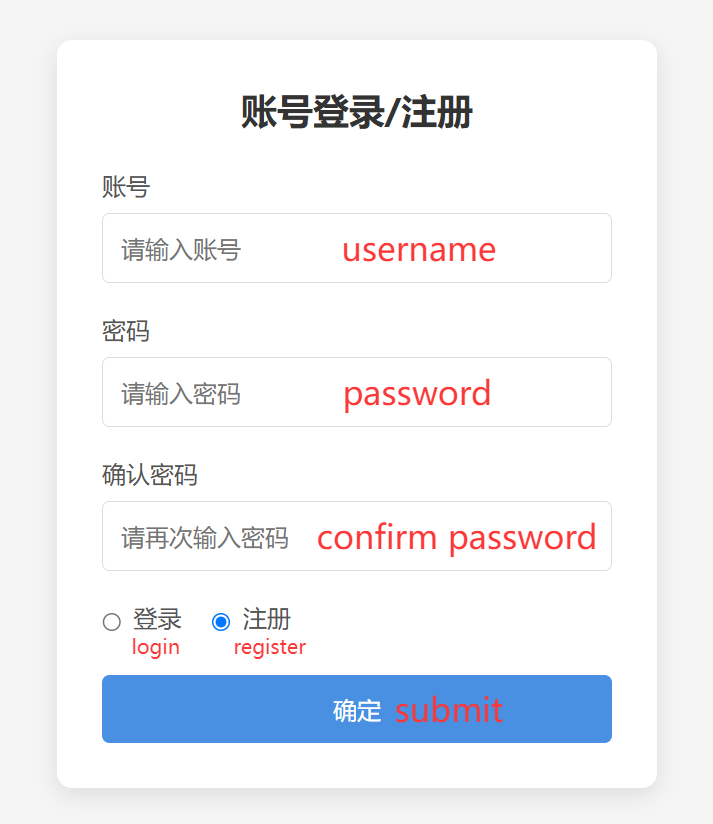 账号登录/注册
账号
请输入账号 username
密码
请输入密码 password
确认密码
请再次输入密码 confirm password
登录 注册
login register
确定 submit